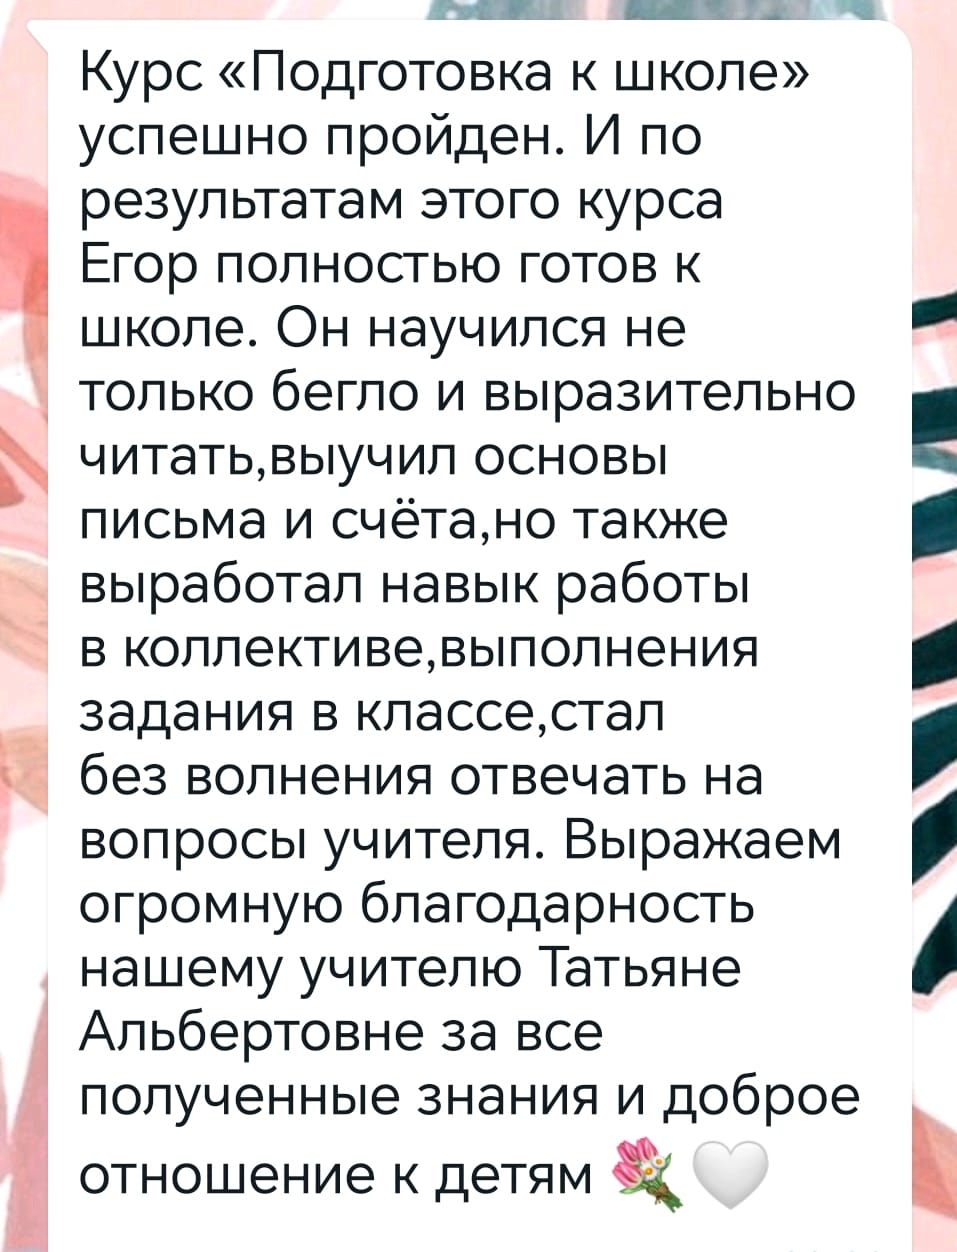 Курс «Подготовка к школе»
успешно пройден. И по
результатам этого курса
Егор полностью готов к
школе. Он научился не
только бегло и выразительно
читать,выучил основы
письма и счёта,но также
выработал навык работы
в коллективе,выполнения
задания в классе,стал
без волнения отвечать на
вопросы учителя. Выражаем
огромную благодарность
нашему учителю Татьяне
Альбертовне за все
полученные знания и доброе
отношение к детям 💐🤍